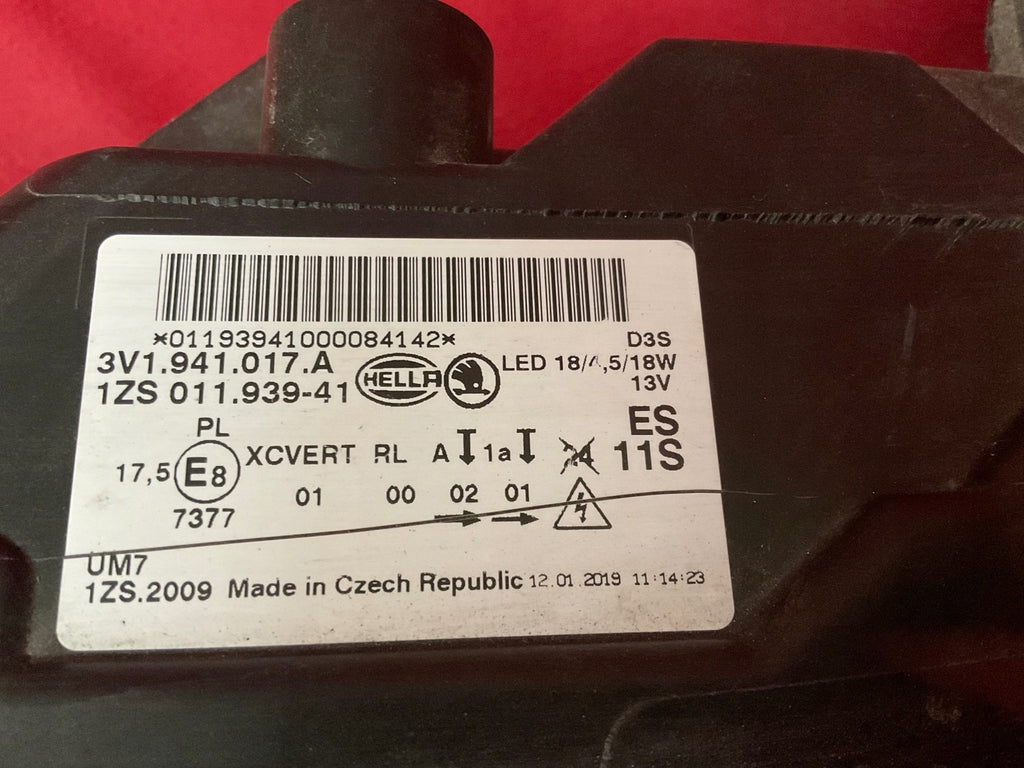 *01193941000084142*
D3S
3V1.941.017.A
HELLA
LED 18/4,5/18W
1ZS 011.939-41
13V
ES
PL
17,5 E8 XCVERT RL A 1a 24 11S
01 00 02 01
7377
UM7
1ZS.2009 Made in Czech Republic 12.01.2019 11:14:23